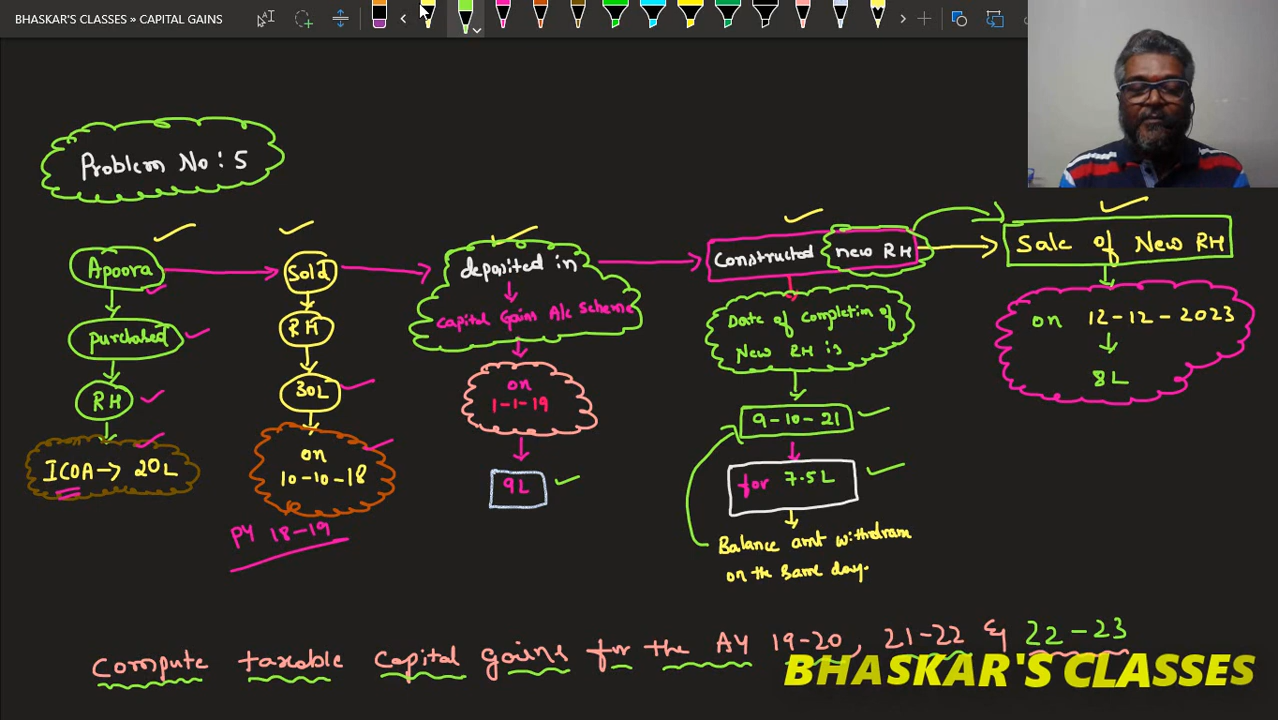 BHASKAR'S CLASSES » CAPITAL GAINS
Problem No: 5
Apoora
purchased
RH
ICOA → 20L
Sold
RH
30L
on
10-10-18
PY 18-19
deposited in
Capital Gains A/c Scheme
on
1-1-19
9L
Constructed new RH
Date of completion of
New RH is
9-10-21
for 7.5L
Balance amt withdrawn
on the same day.
Sale of New RH
on 12-12-2023
8L
Compute taxable Capital gains for the AY 19-20, 21-22 & 22-23
BHASKAR'S CLASSES